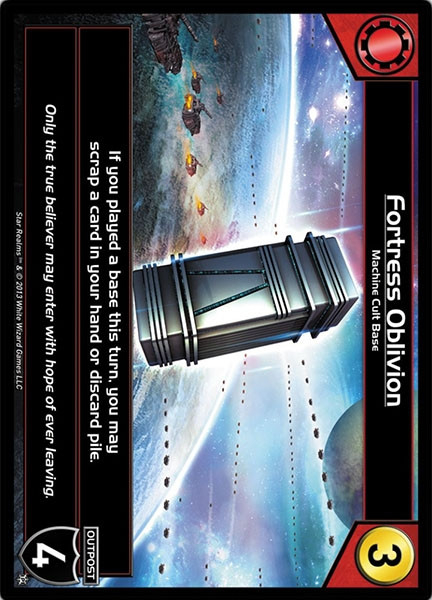 Fortress Oblivion
Machine Cult Base
3
If you played a base this turn, you may
scrap a card in your hand or discard pile.
Only the true believer may enter with hope of ever leaving.
OUTPOST
4
Star Realms™ & © 2013 White Wizard Games LLC